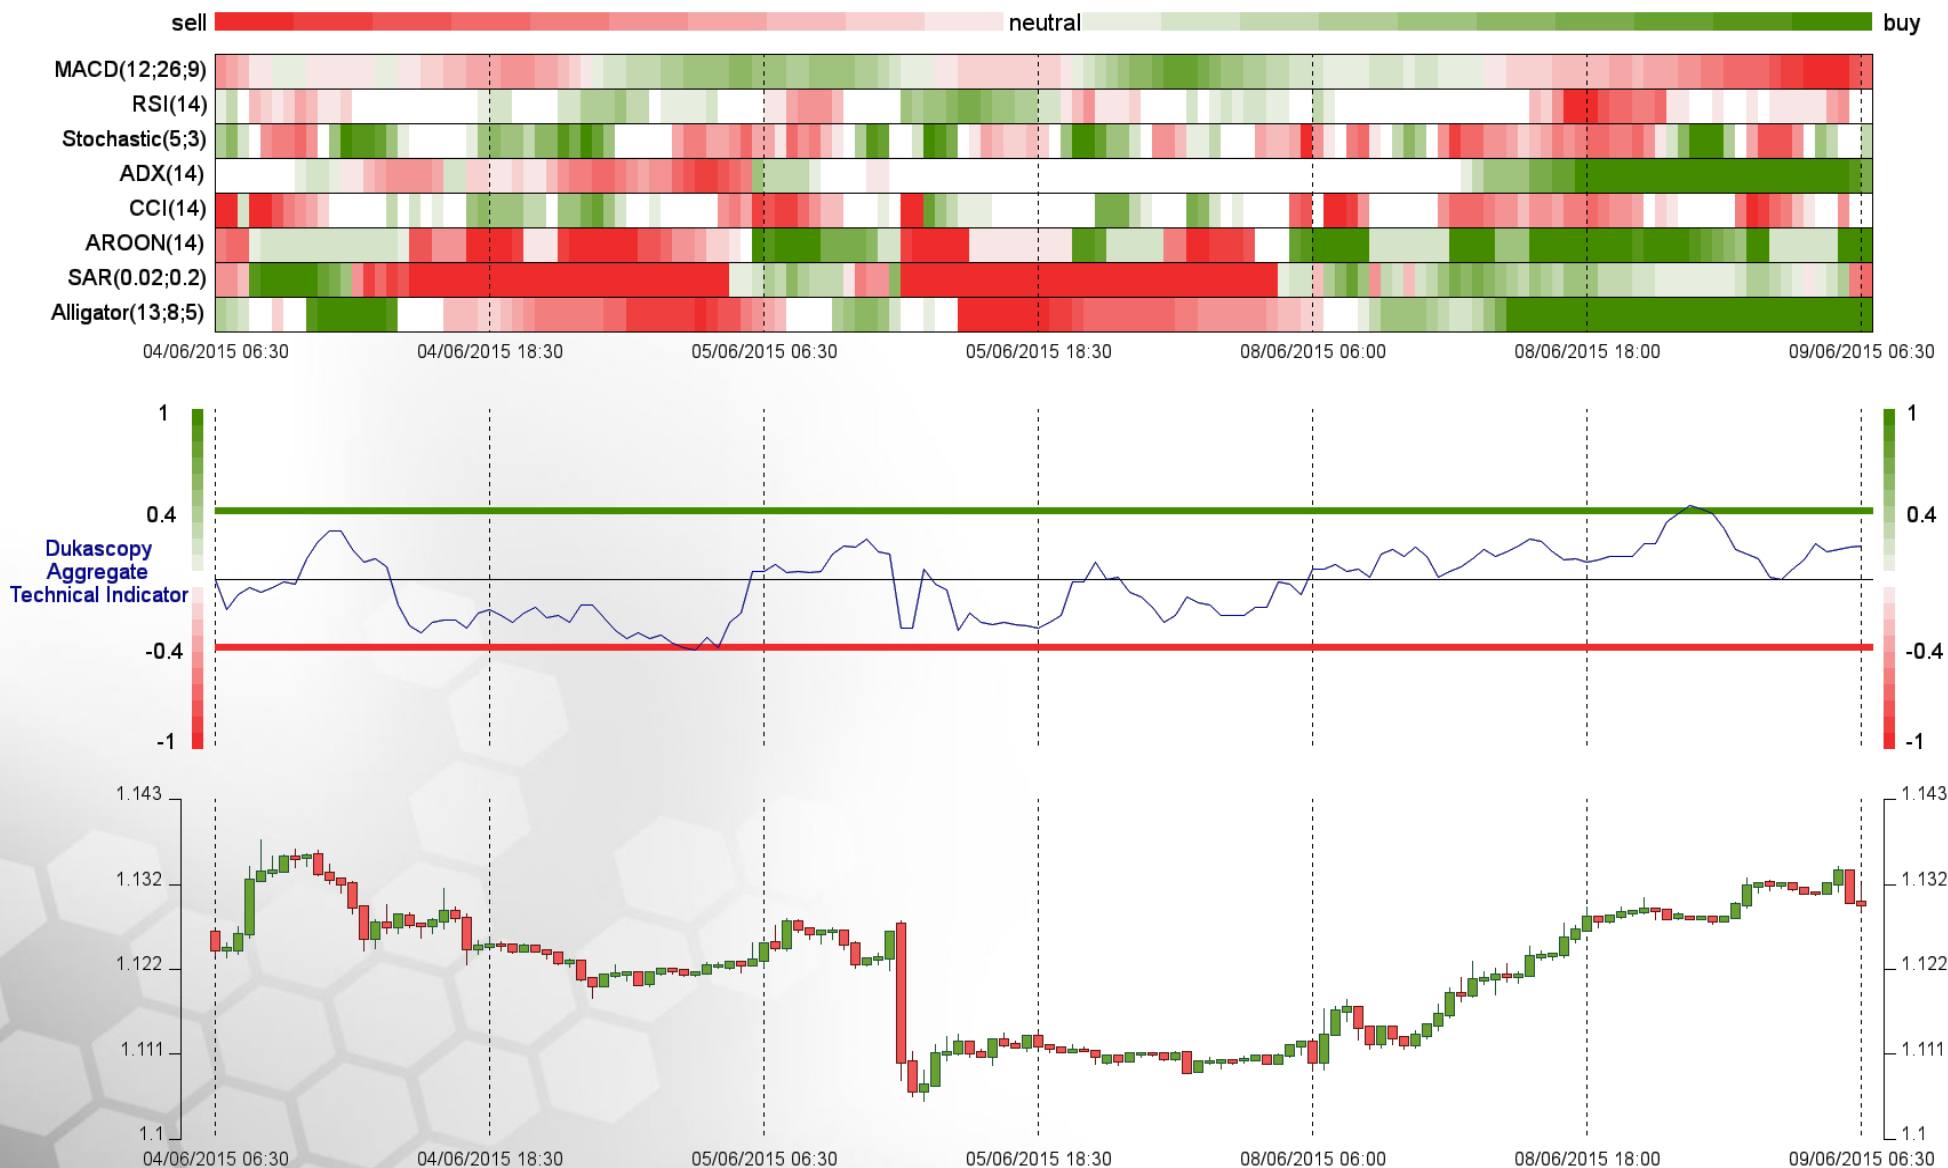 sell neutral buy
MACD(12;26;9)
RSI(14)
Stochastic(5;3)
ADX(14)
CCI(14)
AROON(14)
SAR(0.02;0.2)
Alligator(13;8;5)
04/06/2015 06:30 04/06/2015 18:30 05/06/2015 06:30 05/06/2015 18:30 08/06/2015 06:00 08/06/2015 18:00 09/06/2015 06:30
1 1
0.4 0.4
Dukascopy
Aggregate
Technical Indicator
-0.4 -0.4
-1 -1
1.143 1.143
1.132 1.132
1.122 1.122
1.111 1.111
1.1 1.1
04/06/2015 06:30 04/06/2015 18:30 05/06/2015 06:30 05/06/2015 18:30 08/06/2015 06:00 08/06/2015 18:00 09/06/2015 06:30